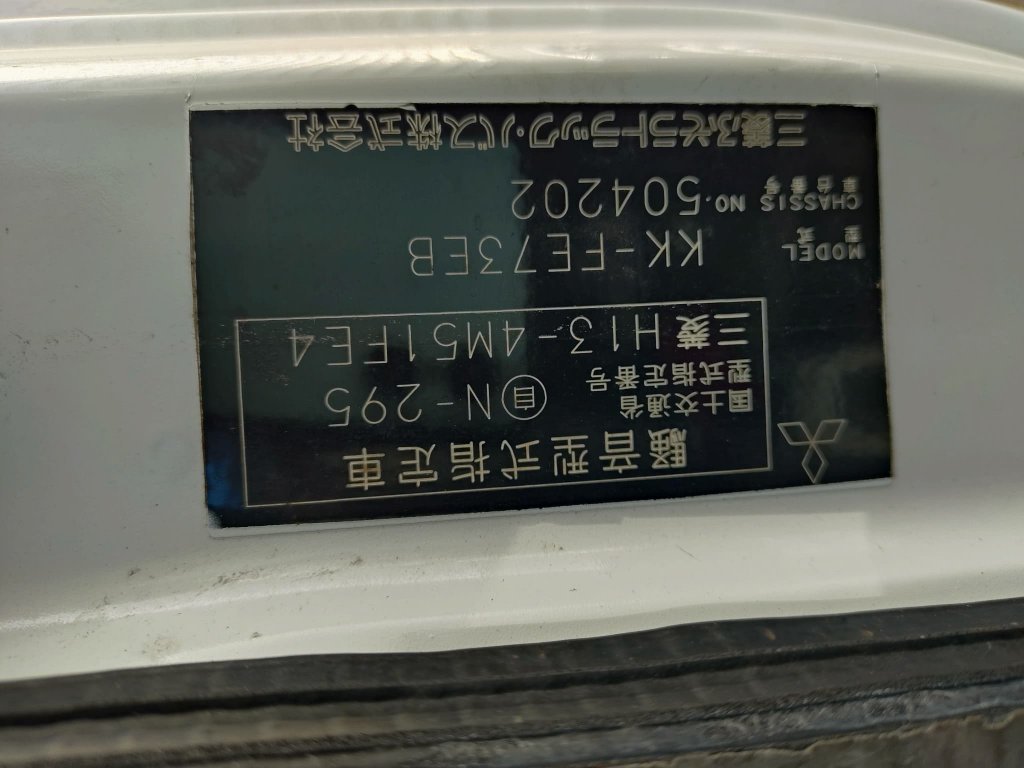 騒音型式指定車
国土交通省
型式指定番号 自N-295
三菱 H13-4M51FE4
型式
MODEL KK-FE73EB
車台番号
CHASSIS NO. 504202
三菱ふそうトラック・バス株式会社